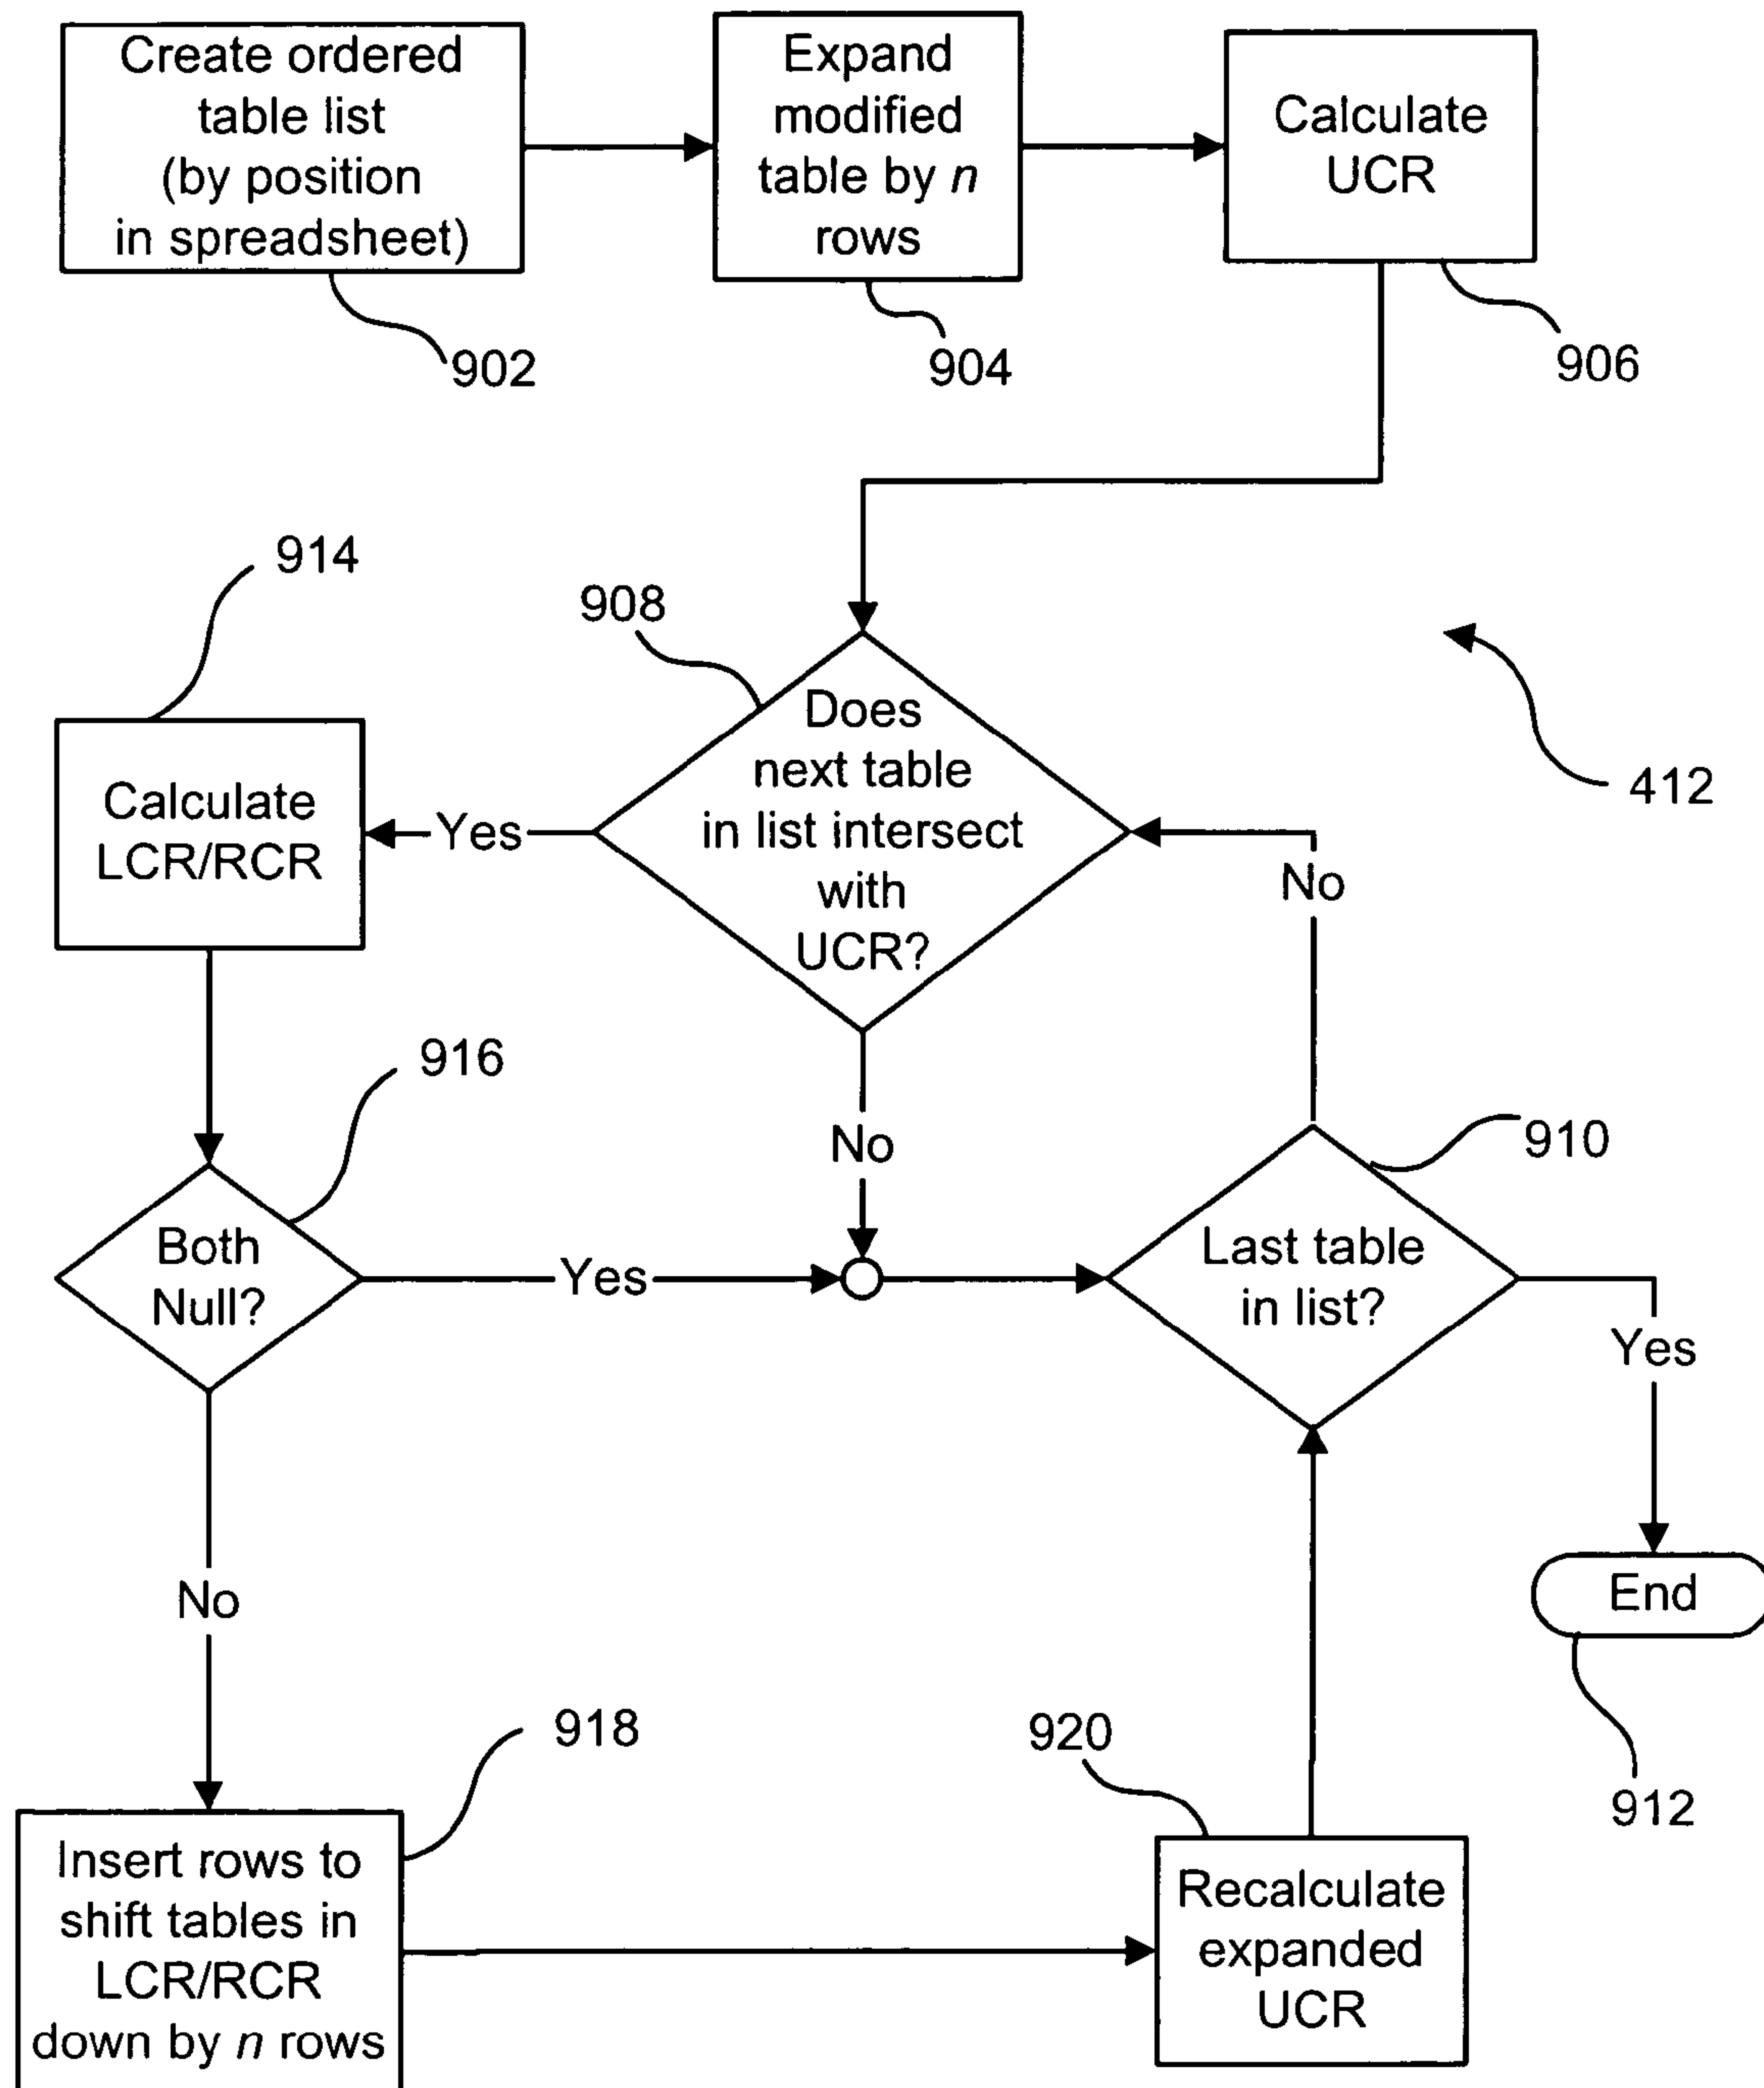 Create ordered
table list
(by position
in spreadsheet)
902
Expand
modified
table by n
rows
904
Calculate
UCR
906
914
908
Does
next table
in list intersect
with
UCR?
412
Calculate
LCR/RCR
Yes
No
916
No
910
Both
Null?
Yes
Last table
in list?
Yes
No
End
912
918
920
Insert rows to
shift tables in
LCR/RCR
down by n rows
Recalculate
expanded
UCR